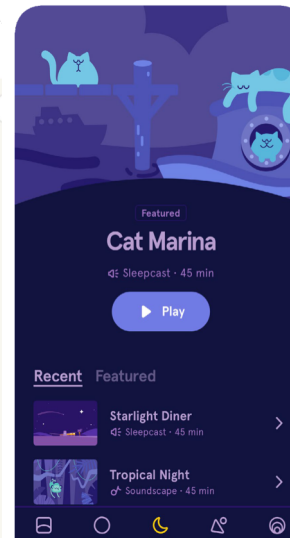 Featured
Cat Marina
Sleepcast · 45 min
Play
Recent Featured
Starlight Diner
Sleepcast · 45 min
Tropical Night
Soundscape · 45 min